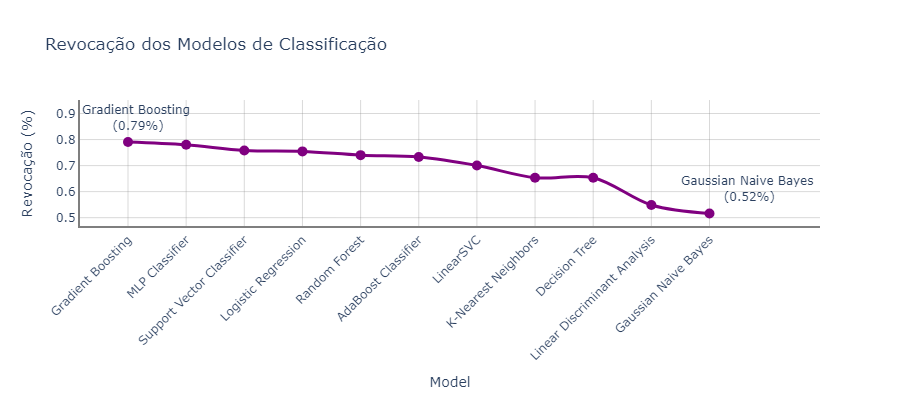 Revocação dos Modelos de Classificação
Revocação (%)
0.9
0.8
0.7
0.6
0.5
Gradient Boosting
(0.79%)
Gaussian Naive Bayes
(0.52%)
Gradient Boosting
MLP Classifier
Support Vector Classifier
Logistic Regression
Random Forest
AdaBoost Classifier
LinearSVC
K-Nearest Neighbors
Decision Tree
Linear Discriminant Analysis
Gaussian Naive Bayes
Model